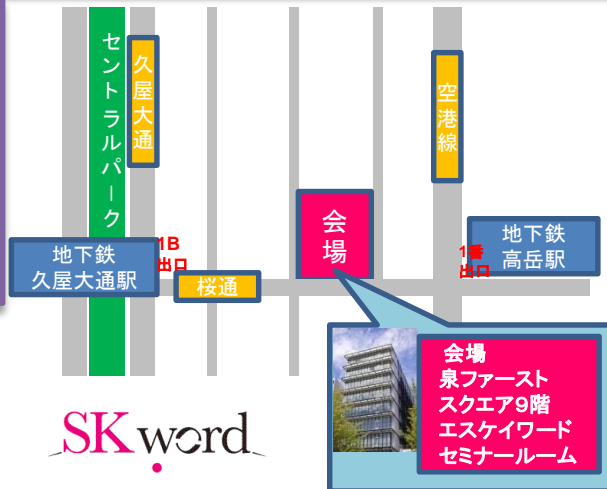 セントラルパーク
久屋大通
空港線
会場
地下鉄
久屋大通駅
1B
出口
桜通
1番
出口
地下鉄
高岳駅
会場
泉ファースト
スクエア9階
エスケイワード
セミナールーム
SK word